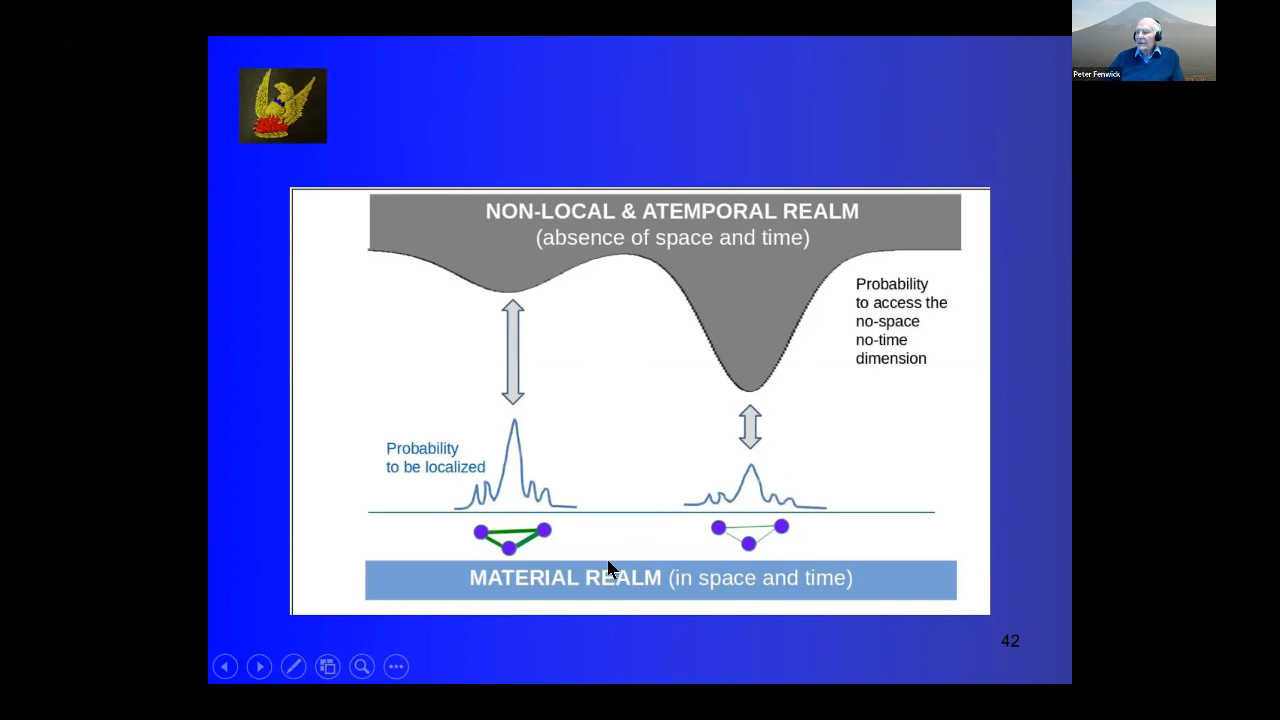 Peter Fenwick
NON-LOCAL & ATEMPORAL REALM
(absence of space and time)
Probability
to access the
no-space
no-time
dimension
Probability
to be localized
MATERIAL REALM (in space and time)
42